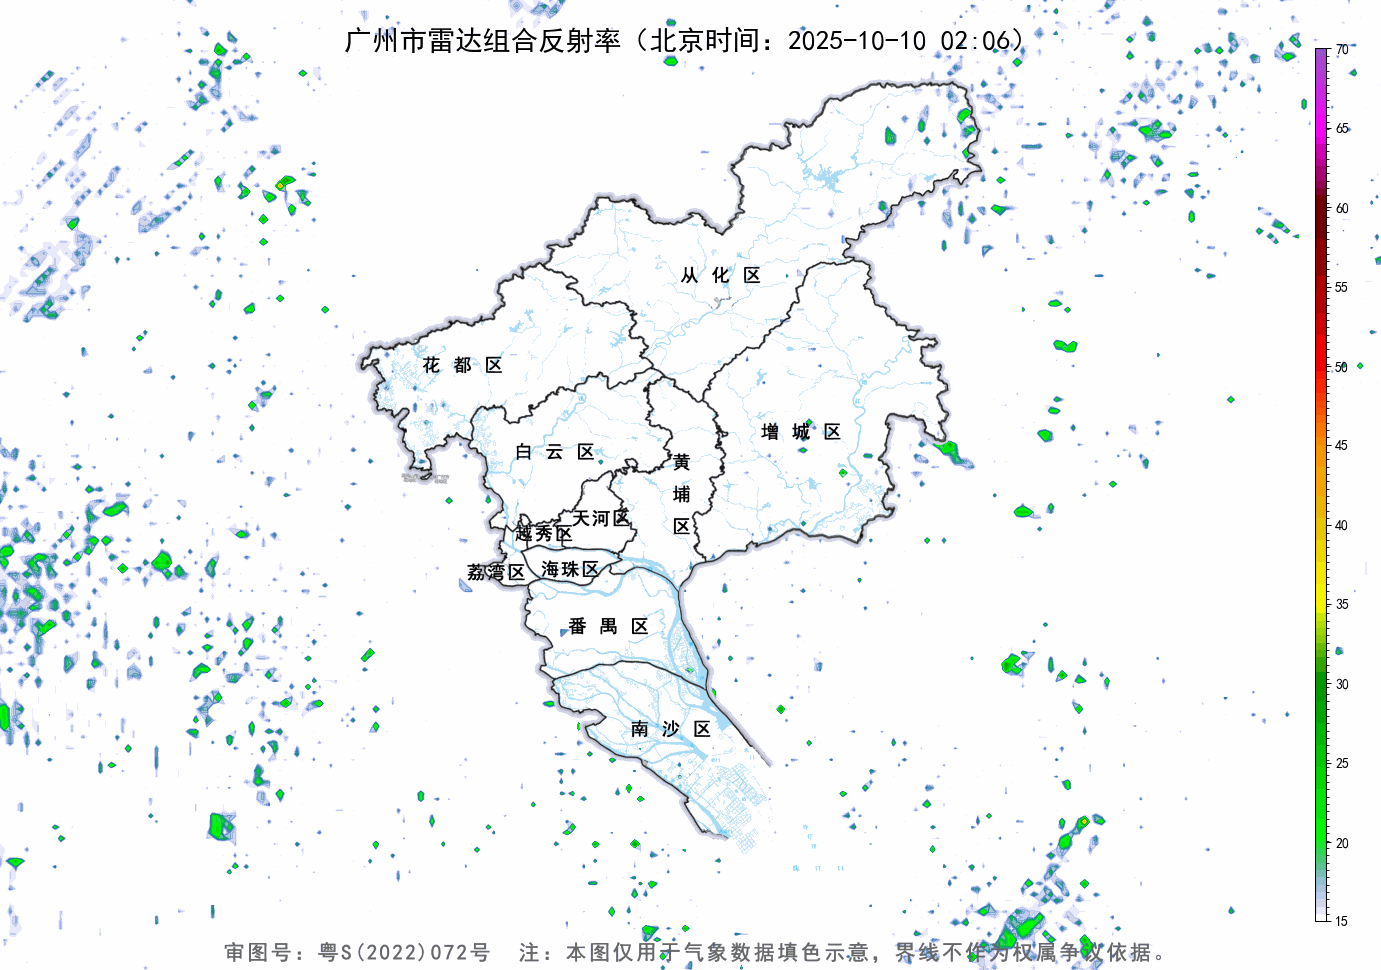 广州市雷达组合反射率（北京时间：2025-10-10 02:06）
70
65
60
55
50
45
40
35
30
25
20
15
从化区
花都区
增城区
白云区
黄埔区
天河区
越秀区
荔湾区
海珠区
番禺区
南沙区
审图号：粤S(2022)072号 注：本图仅用于气象数据填色示意，界线不作为权属争议依据。